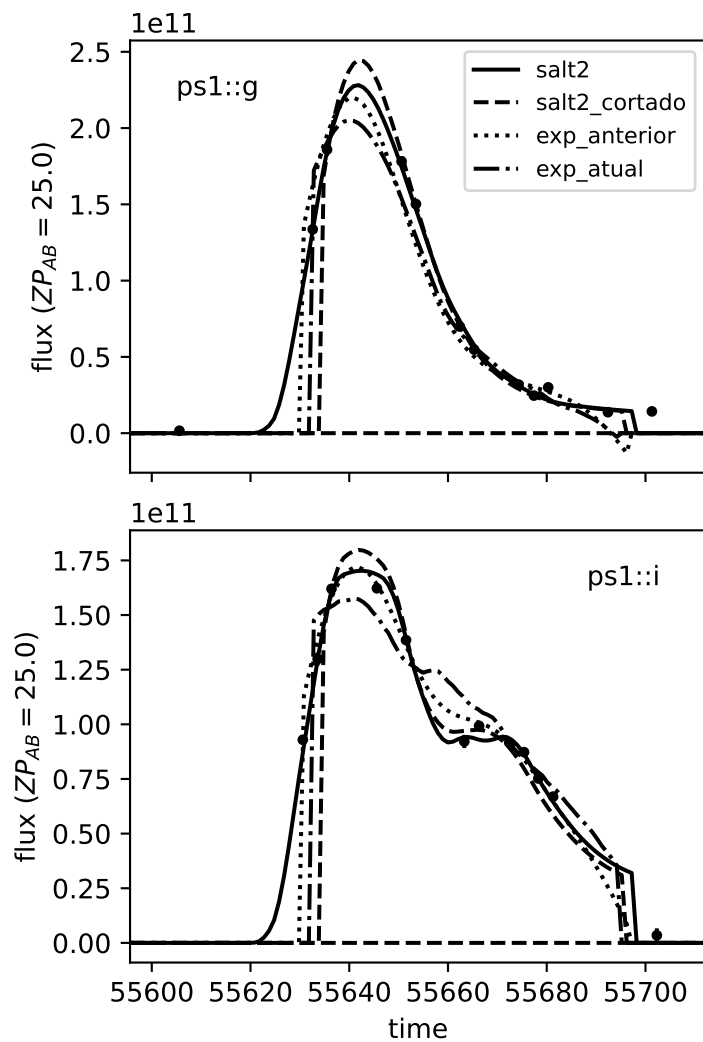 1e11
2.5
2.0
1.5
1.0
0.5
0.0
flux (ZP_AB = 25.0)
ps1::g
salt2
salt2_cortado
exp_anterior
exp_atual
1e11
1.75
1.50
1.25
1.00
0.75
0.50
0.25
0.00
flux (ZP_AB = 25.0)
ps1::i
55600 55620 55640 55660 55680 55700
time